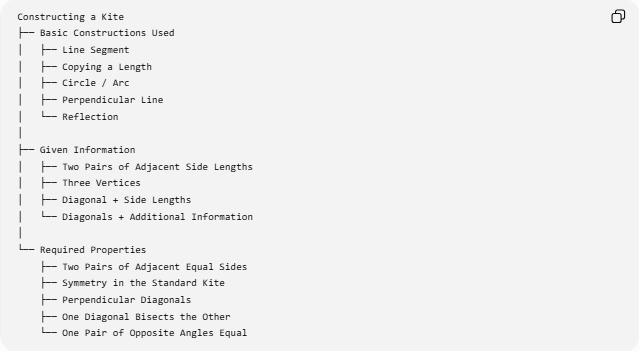 Constructing a Kite
├── Basic Constructions Used
│   ├── Line Segment
│   ├── Copying a Length
│   ├── Circle / Arc
│   ├── Perpendicular Line
│   └── Reflection
│
├── Given Information
│   ├── Two Pairs of Adjacent Side Lengths
│   ├── Three Vertices
│   ├── Diagonal + Side Lengths
│   └── Diagonals + Additional Information
│
└── Required Properties
    ├── Two Pairs of Adjacent Equal Sides
    ├── Symmetry in the Standard Kite
    ├── Perpendicular Diagonals
    ├── One Diagonal Bisects the Other
    └── One Pair of Opposite Angles Equal